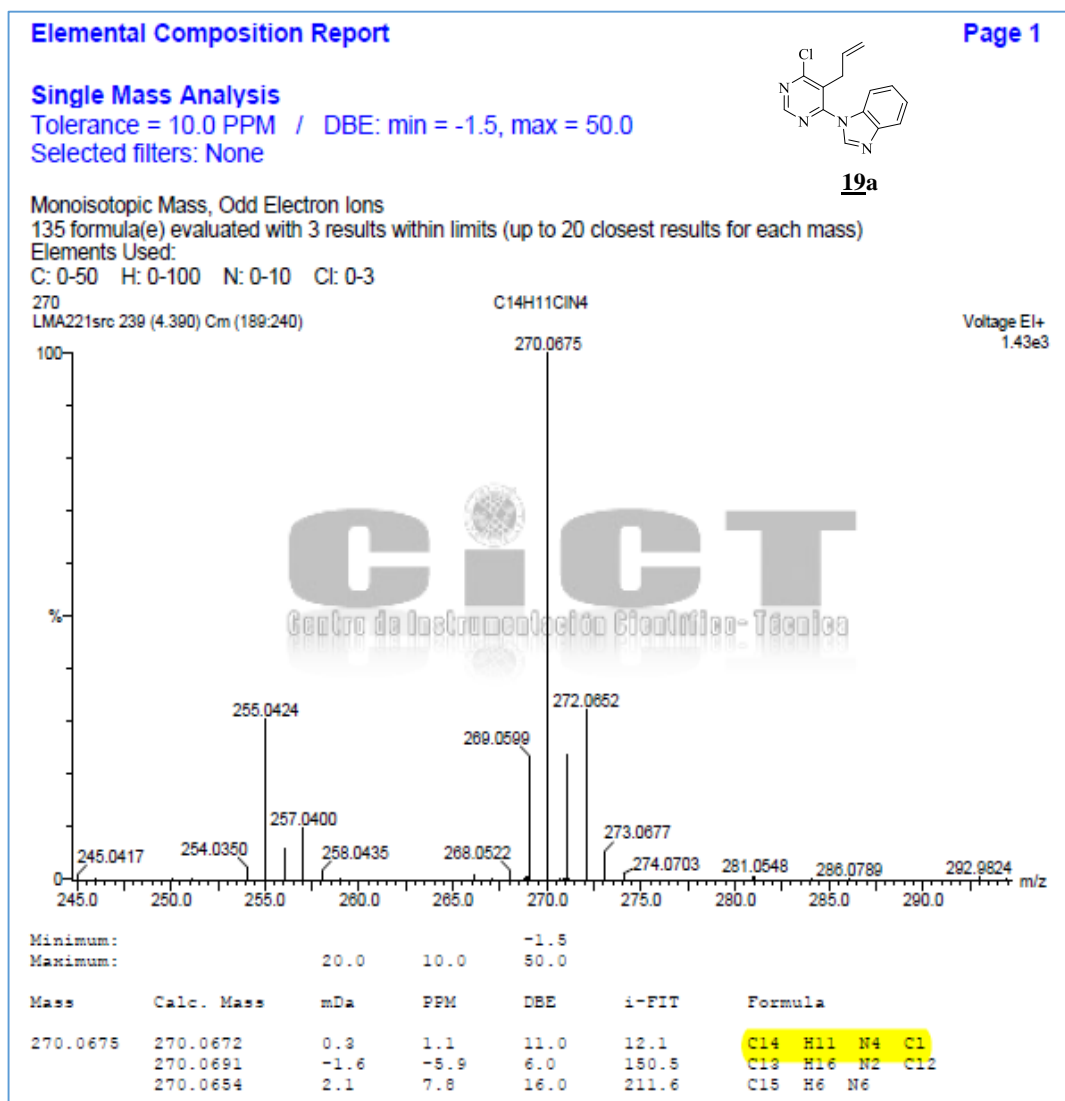 Elemental Composition Report Page 1
Single Mass Analysis
Tolerance = 10.0 PPM / DBE: min = -1.5, max = 50.0
Selected filters: None
Cl
N
N
N
N
19a
Monoisotopic Mass, Odd Electron Ions
135 formula(e) evaluated with 3 results within limits (up to 20 closest results for each mass)
Elements Used:
C: 0-50 H: 0-100 N: 0-10 Cl: 0-3
270 C14H11ClN4
LMA221src 239 (4.390) Cm (189:240) Voltage EI+
1.43e3
100
270.0675
CiCT
%
Centro de Instrumentación Científico-Técnica
272.0652
255.0424
269.0599
257.0400
273.0677
245.0417 254.0350 258.0435 268.0522 274.0703 281.0548 286.0789 292.9824
0 m/z
245.0 250.0 255.0 260.0 265.0 270.0 275.0 280.0 285.0 290.0
Minimum: -1.5
Maximum: 20.0 10.0 50.0
Mass Calc. Mass mDa PPM DBE i-FIT Formula
270.0675 270.0672 0.3 1.1 11.0 12.1 C14 H11 N4 Cl
270.0691 -1.6 -5.9 6.0 150.5 C13 H16 N2 Cl2
270.0654 2.1 7.8 16.0 211.6 C15 H6 N6